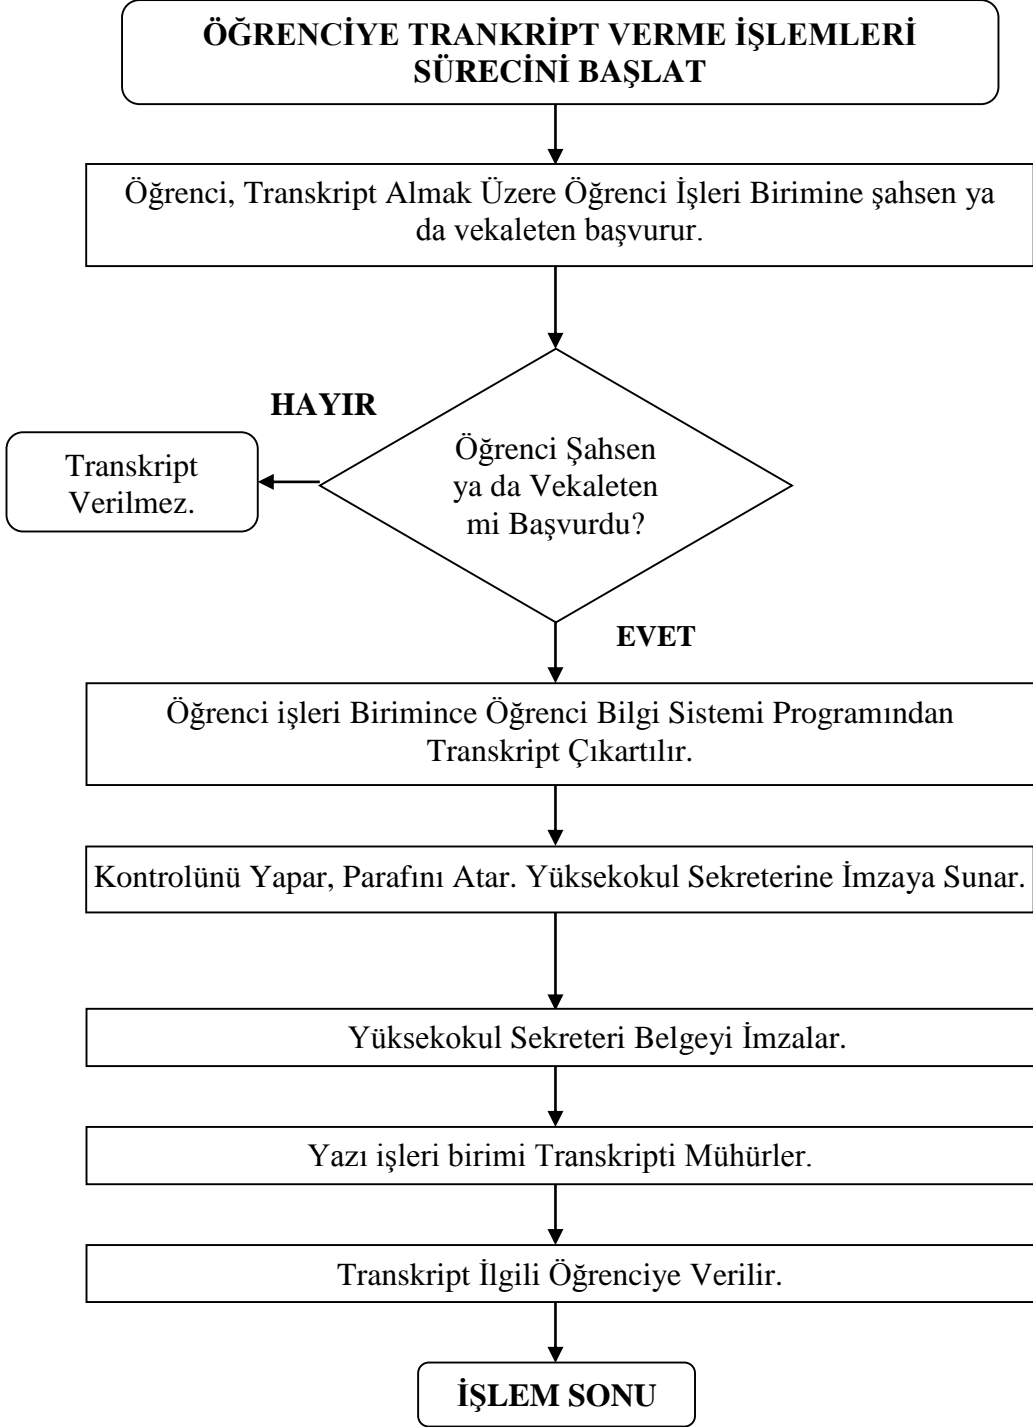 ÖĞRENCİYE TRANKRİPT VERME İŞLEMLERİ
SÜRECİNİ BAŞLAT
Öğrenci, Transkript Almak Üzere Öğrenci İşleri Birimine şahsen ya
da vekaleten başvurur.
HAYIR
Öğrenci Şahsen
ya da Vekaleten
mi Başvurdu?
Transkript
Verilmez.
EVET
Öğrenci işleri Birimince Öğrenci Bilgi Sistemi Programından
Transkript Çıkartılır.
Kontrolünü Yapar, Parafını Atar. Yüksekokul Sekreterine İmzaya Sunar.
Yüksekokul Sekreteri Belgeyi İmzalar.
Yazı işleri birimi Transkripti Mühürler.
Transkript İlgili Öğrenciye Verilir.
İŞLEM SONU